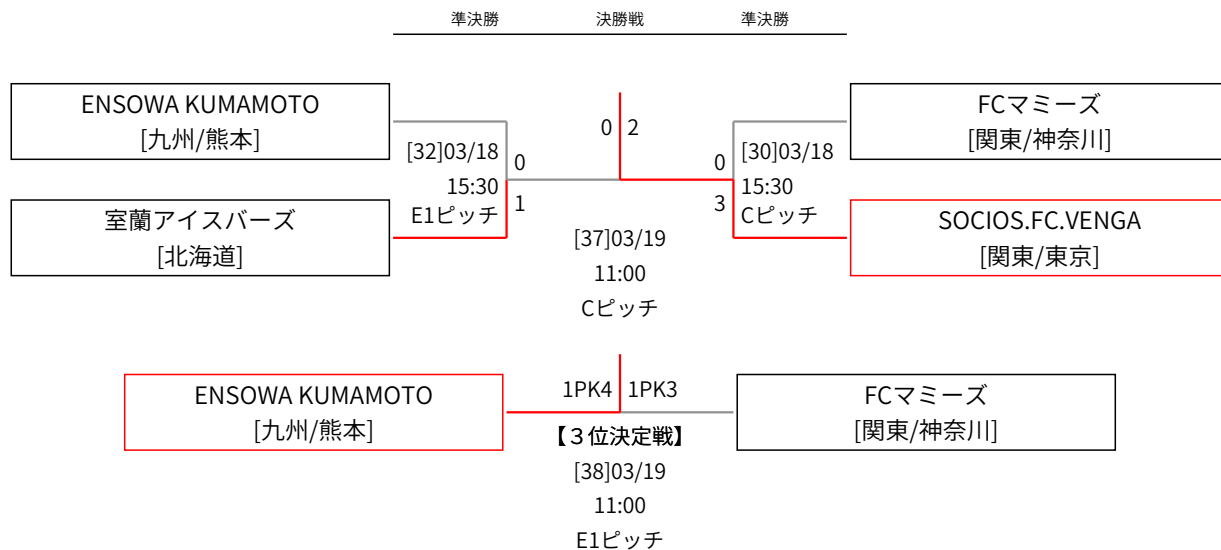 準決勝 決勝戦 準決勝
ENSOWA KUMAMOTO
[九州/熊本]
室蘭アイスバーズ
[北海道]
[32]03/18
15:30
E1ピッチ
0
1
0 2
[37]03/19
11:00
Cピッチ
0
3
[30]03/18
15:30
Cピッチ
FCマミーズ
[関東/神奈川]
SOCIOS.FC.VENGA
[関東/東京]
ENSOWA KUMAMOTO
[九州/熊本]
1PK4 1PK3
【３位決定戦】
[38]03/19
11:00
E1ピッチ
FCマミーズ
[関東/神奈川]